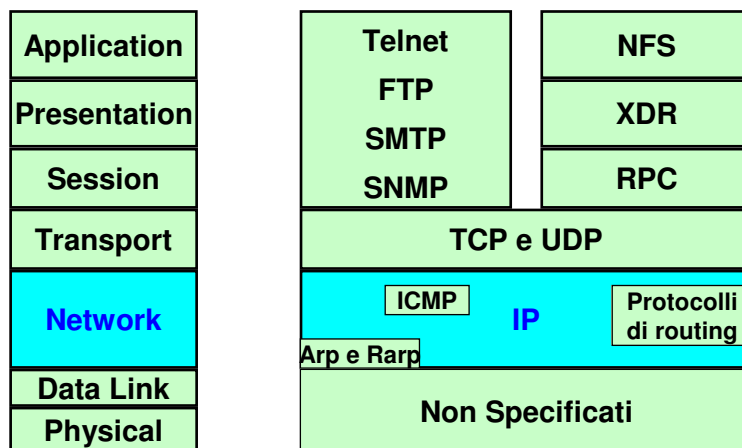 Application
Presentation
Session
Transport
Network
Data Link
Physical
Telnet
FTP
SMTP
SNMP
NFS
XDR
RPC
TCP e UDP
ICMP
IP
Protocolli
di routing
Arp e Rarp
Non Specificati